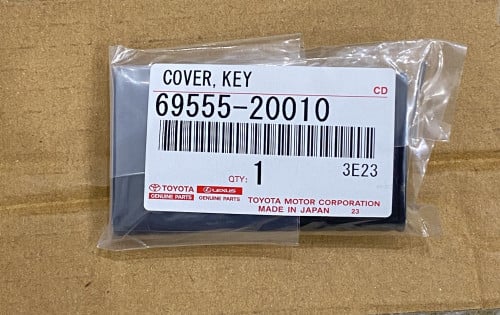 COVER, KEY
CD
69555-20010
QTY: 1
3E23
TOYOTA LEXUS
GENUINE PARTS GENUINE PARTS
TOYOTA MOTOR CORPORATION
MADE IN JAPAN 23